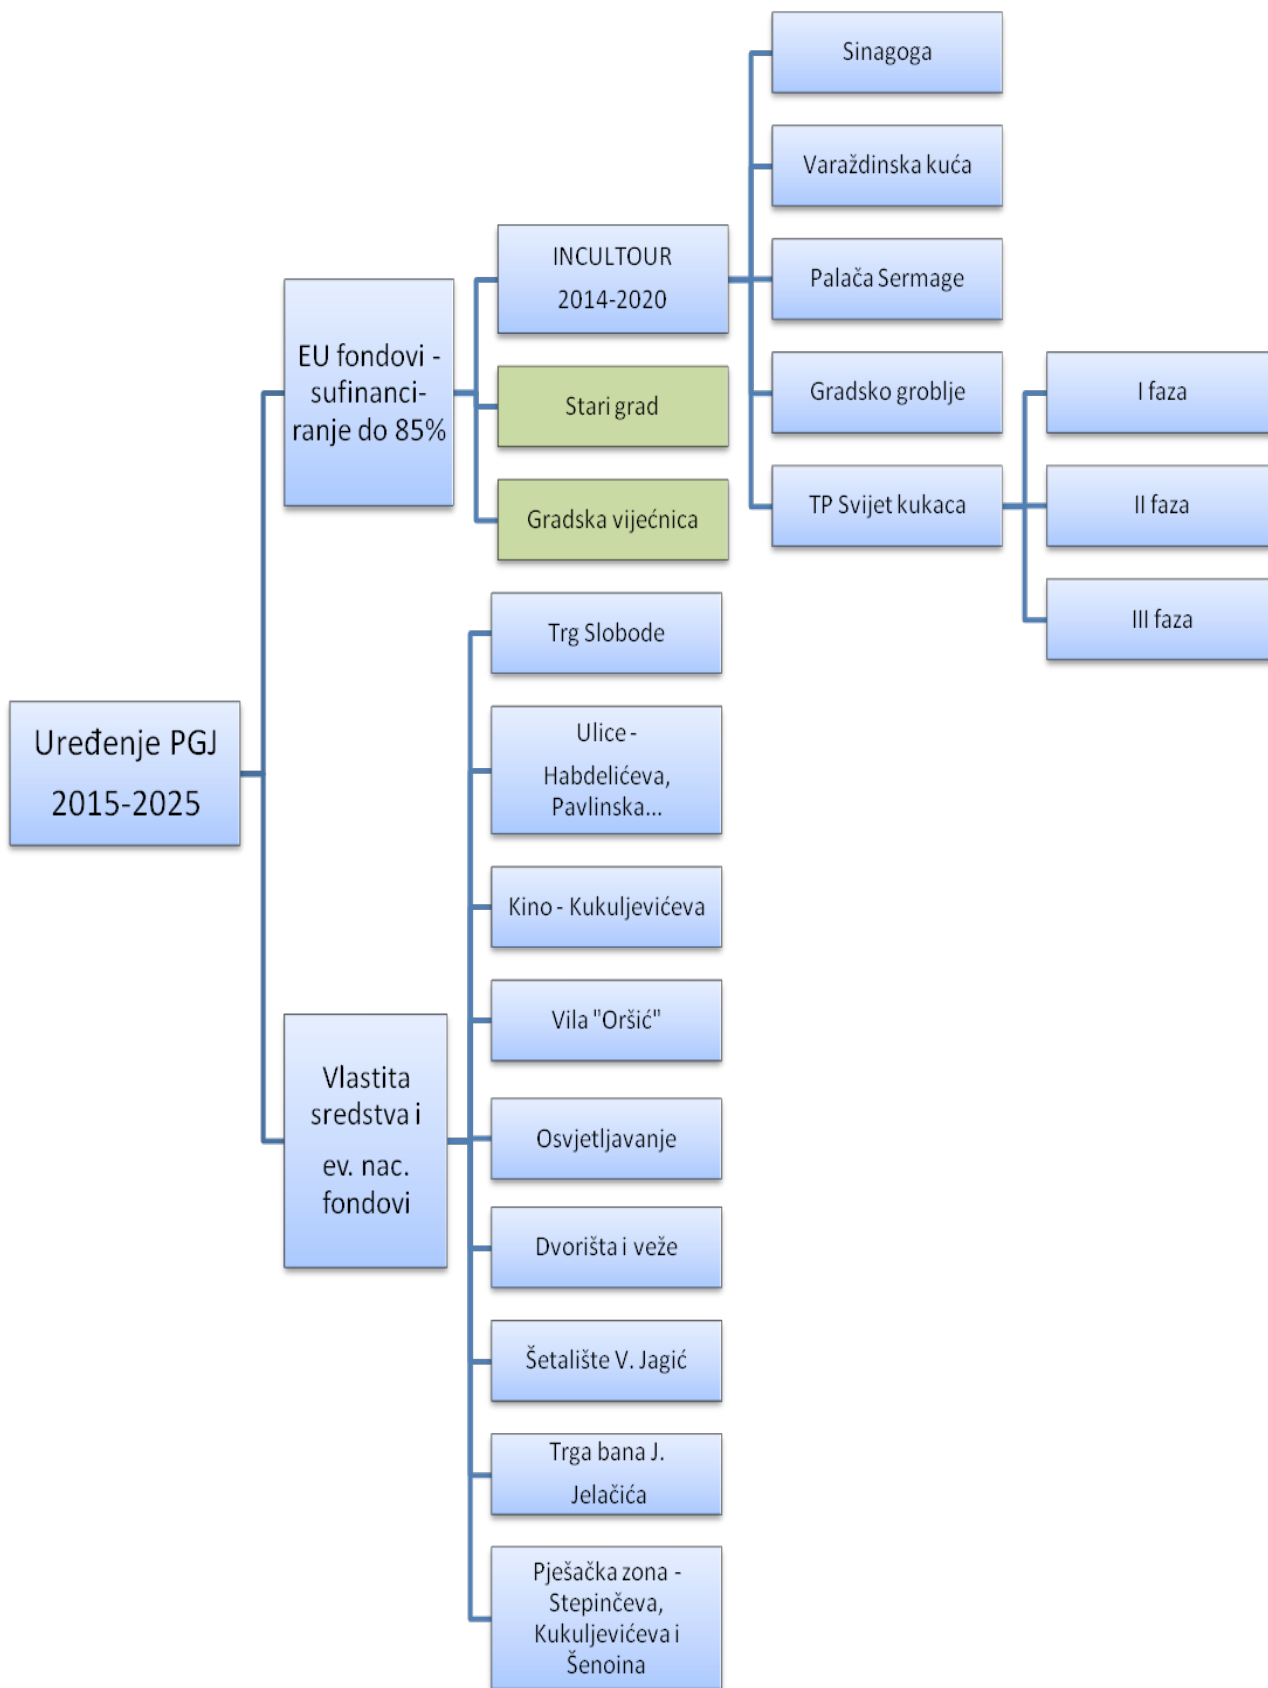 Uređenje PGJ
2015-2025
EU fondovi -
sufinanci-
ranje do 85%
INCULTOUR
2014-2020
Sinagoga
Varaždinska kuća
Palača Sermage
Gradsko groblje
TP Svijet kukaca
I faza
II faza
III faza
Stari grad
Gradska vijećnica
Vlastita
sredstva i
ev. nac.
fondovi
Trg Slobode
Ulice -
Habdelićeva,
Pavlinska...
Kino - Kukuljevićeva
Vila "Oršić"
Osvjetljavanje
Dvorišta i veže
Šetalište V. Jagić
Trga bana J.
Jelačića
Pješačka zona -
Stepinčeva,
Kukuljevićeva i
Šenoina